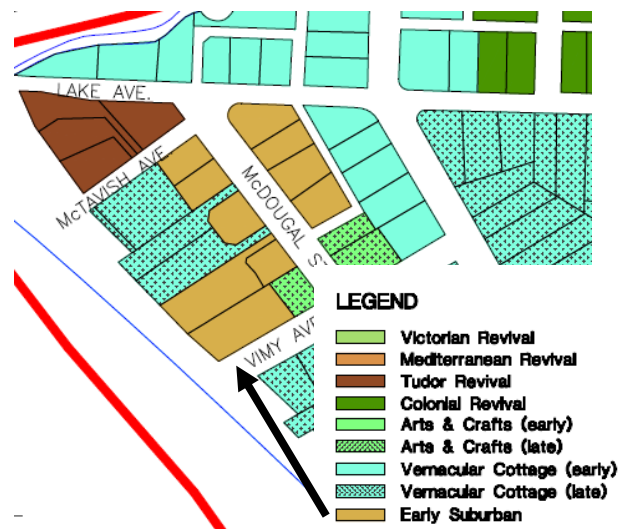 LAKE AVE.
McTAVISH AVE.
McDOUGAL S
VIMY AVE
LEGEND
Victorian Revival
Mediterranean Revival
Tudor Revival
Colonial Revival
Arts & Crafts (early)
Arts & Crafts (late)
Vernacular Cottage (early)
Vernacular Cottage (late)
Early Suburban